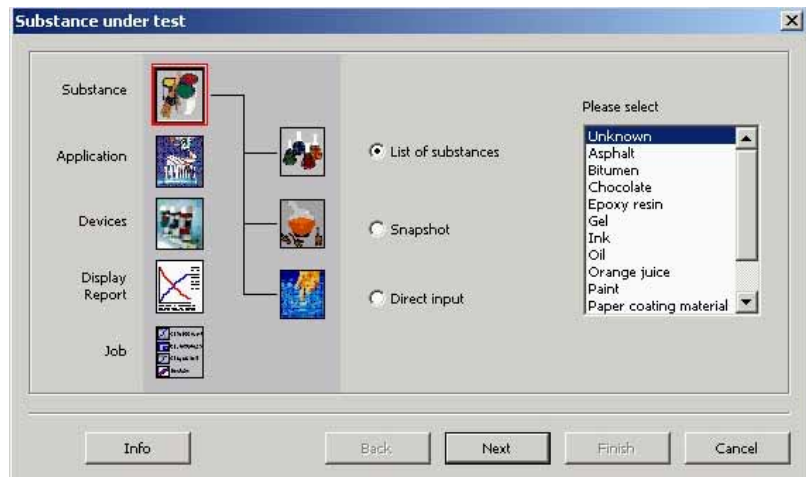 Substance under test
Substance
Application
Devices
Display
Report
Job
List of substances
Snapshot
Direct input
Please select
Unknown
Asphalt
Bitumen
Chocolate
Epoxy resin
Gel
Ink
Oil
Orange juice
Paint
Paper coating material
Info
Back
Next
Finish
Cancel